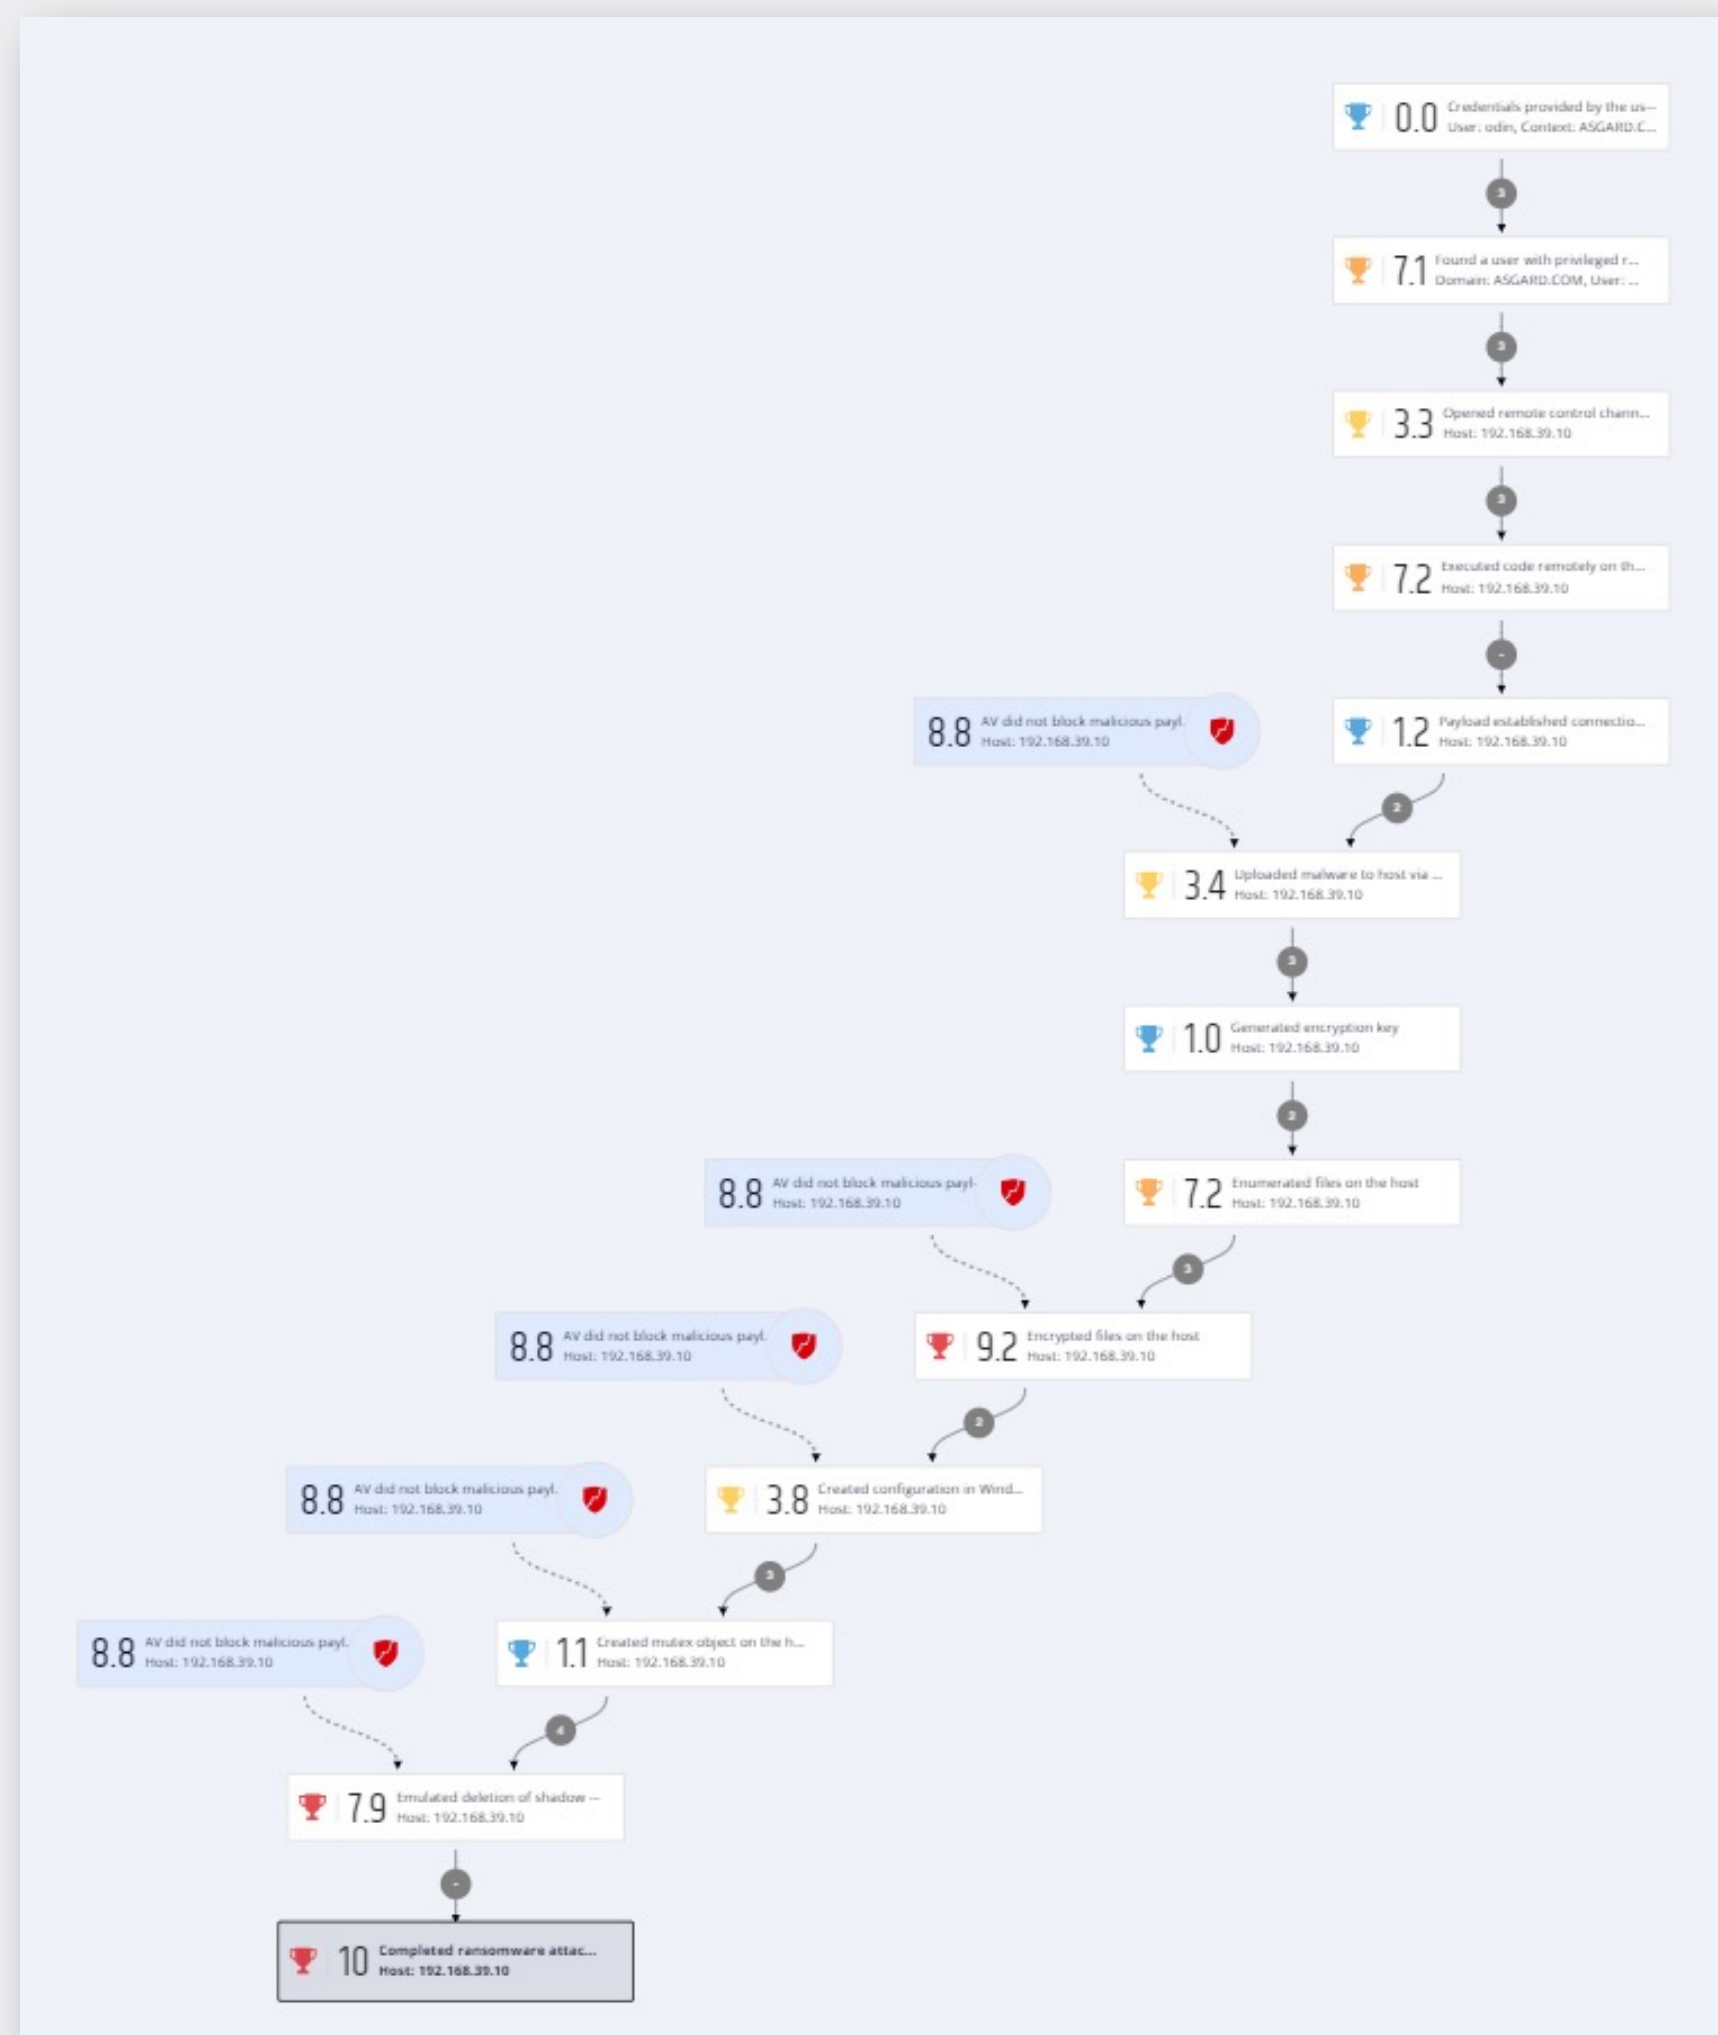 0.0 Credentials provided by the us...
User: odin, Context: ASGARD.C...
3
7.1 Found a user with privileged r...
Domain: ASGARD.COM, User: ...
3
3.3 Opened remote control chann...
Host: 192.168.39.10
3
7.2 Executed code remotely on th...
Host: 192.168.39.10
-
8.8 AV did not block malicious payl.
Host: 192.168.39.10
1.2 Payload established connectio...
Host: 192.168.39.10
2
3.4 Uploaded malware to host via ...
Host: 192.168.39.10
3
1.0 Generated encryption key
Host: 192.168.39.10
2
8.8 AV did not block malicious payl-
Host: 192.168.39.10
7.2 Enumerated files on the host
Host: 192.168.39.10
3
8.8 AV did not block malicious payl.
Host: 192.168.39.10
9.2 Encrypted files on the host
Host: 192.168.39.10
2
8.8 AV did not block malicious payl.
Host: 192.168.39.10
3.8 Created configuration in Wind...
Host: 192.168.39.10
3
8.8 AV did not block malicious payl.
Host: 192.168.39.10
1.1 Created mutex object on the h...
Host: 192.168.39.10
4
7.9 Emulated deletion of shadow ...
Host: 192.168.39.10
-
10 Completed ransomware attac...
Host: 192.168.39.10